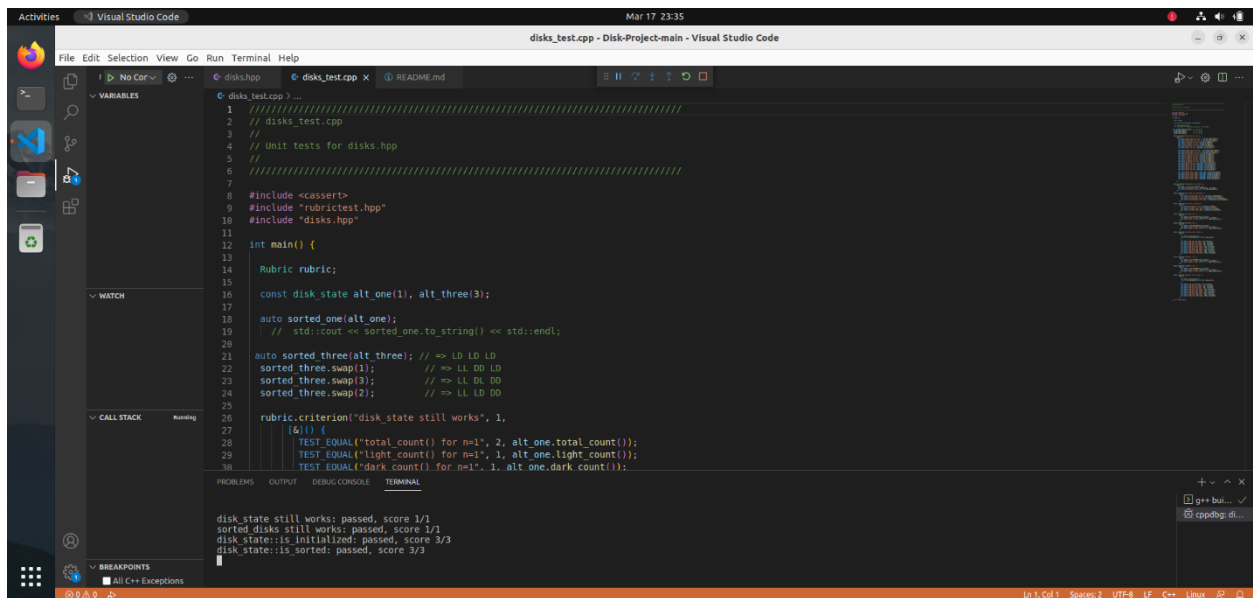 Activities Visual Studio Code Mar 17 23:35
disks_test.cpp - Disk-Project-main - Visual Studio Code
File Edit Selection View Go Run Terminal Help
No Cor disks.hpp disks_test.cpp README.md
VARIABLES
disks_test.cpp > ...
1 ////////////////////////////////////////////////////////////////////////////////
2 // disks_test.cpp
3 //
4 // Unit tests for disks.hpp
5 //
6 ////////////////////////////////////////////////////////////////////////////////
7
8 #include <cassert>
9 #include "rubrictest.hpp"
10 #include "disks.hpp"
11
12 int main() {
13
14 Rubric rubric;
15
WATCH
16 const disk_state alt_one(1), alt_three(3);
17
18 auto sorted_one(alt_one);
19 // std::cout << sorted_one.to_string() << std::endl;
20
21 auto sorted_three(alt_three); // => LD LD LD
22 sorted_three.swap(1); // => LL DD LD
23 sorted_three.swap(3); // => LL DL DD
24 sorted_three.swap(2); // => LL LD DD
25
CALL STACK Running
26 rubric.criterion("disk_state still works", 1,
27 [&]() {
28 TEST_EQUAL("total_count() for n=1", 2, alt_one.total_count());
29 TEST_EQUAL("light_count() for n=1", 1, alt_one.light_count());
30 TEST_EQUAL("dark_count() for n=1", 1, alt_one.dark_count());
PROBLEMS OUTPUT DEBUG CONSOLE TERMINAL
g++ bui...
cppdbg: di...
disk_state still works: passed, score 1/1
sorted_disks still works: passed, score 1/1
disk_state::is_initialized: passed, score 3/3
disk_state::is_sorted: passed, score 3/3
BREAKPOINTS
All C++ Exceptions
0 0 Ln 1, Col 1 Spaces: 2 UTF-8 LF C++ Linux